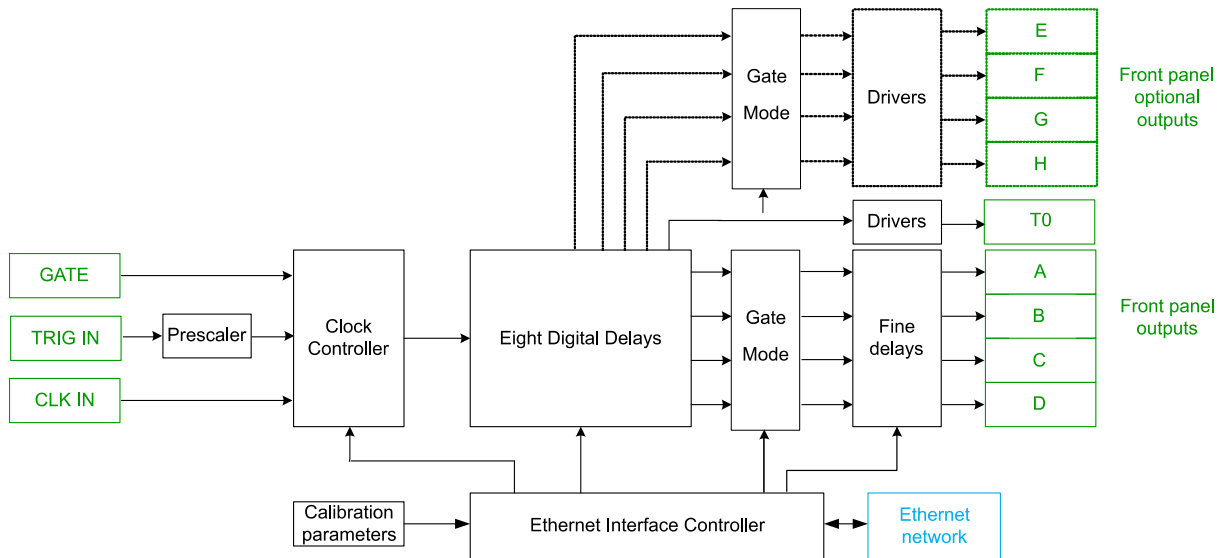 E
F
G
H
Gate
Mode
Drivers
Front panel
optional
outputs
Drivers
T0
GATE
TRIG IN
CLK IN
Prescaler
Clock
Controller
Eight Digital Delays
Gate
Mode
Fine
delays
A
B
C
D
Front panel
outputs
Calibration
parameters
Ethernet Interface Controller
Ethernet
network